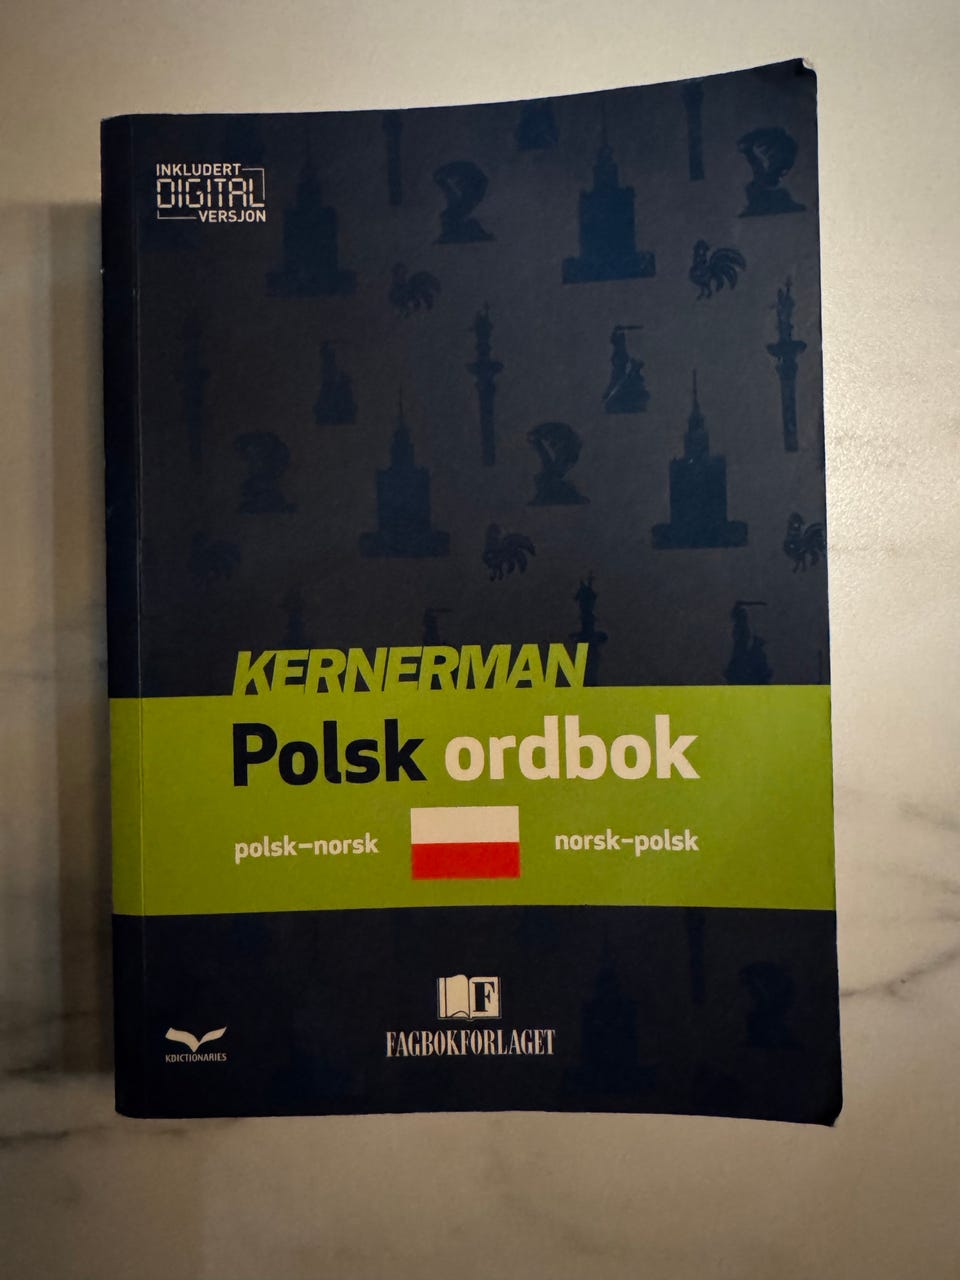 INKLUDERT
DIGITAL
VERSJON
KERNERMAN
Polsk ordbok
polsk–norsk
norsk–polsk
F
FAGBOKFORLAGET
KDICTIONARIES